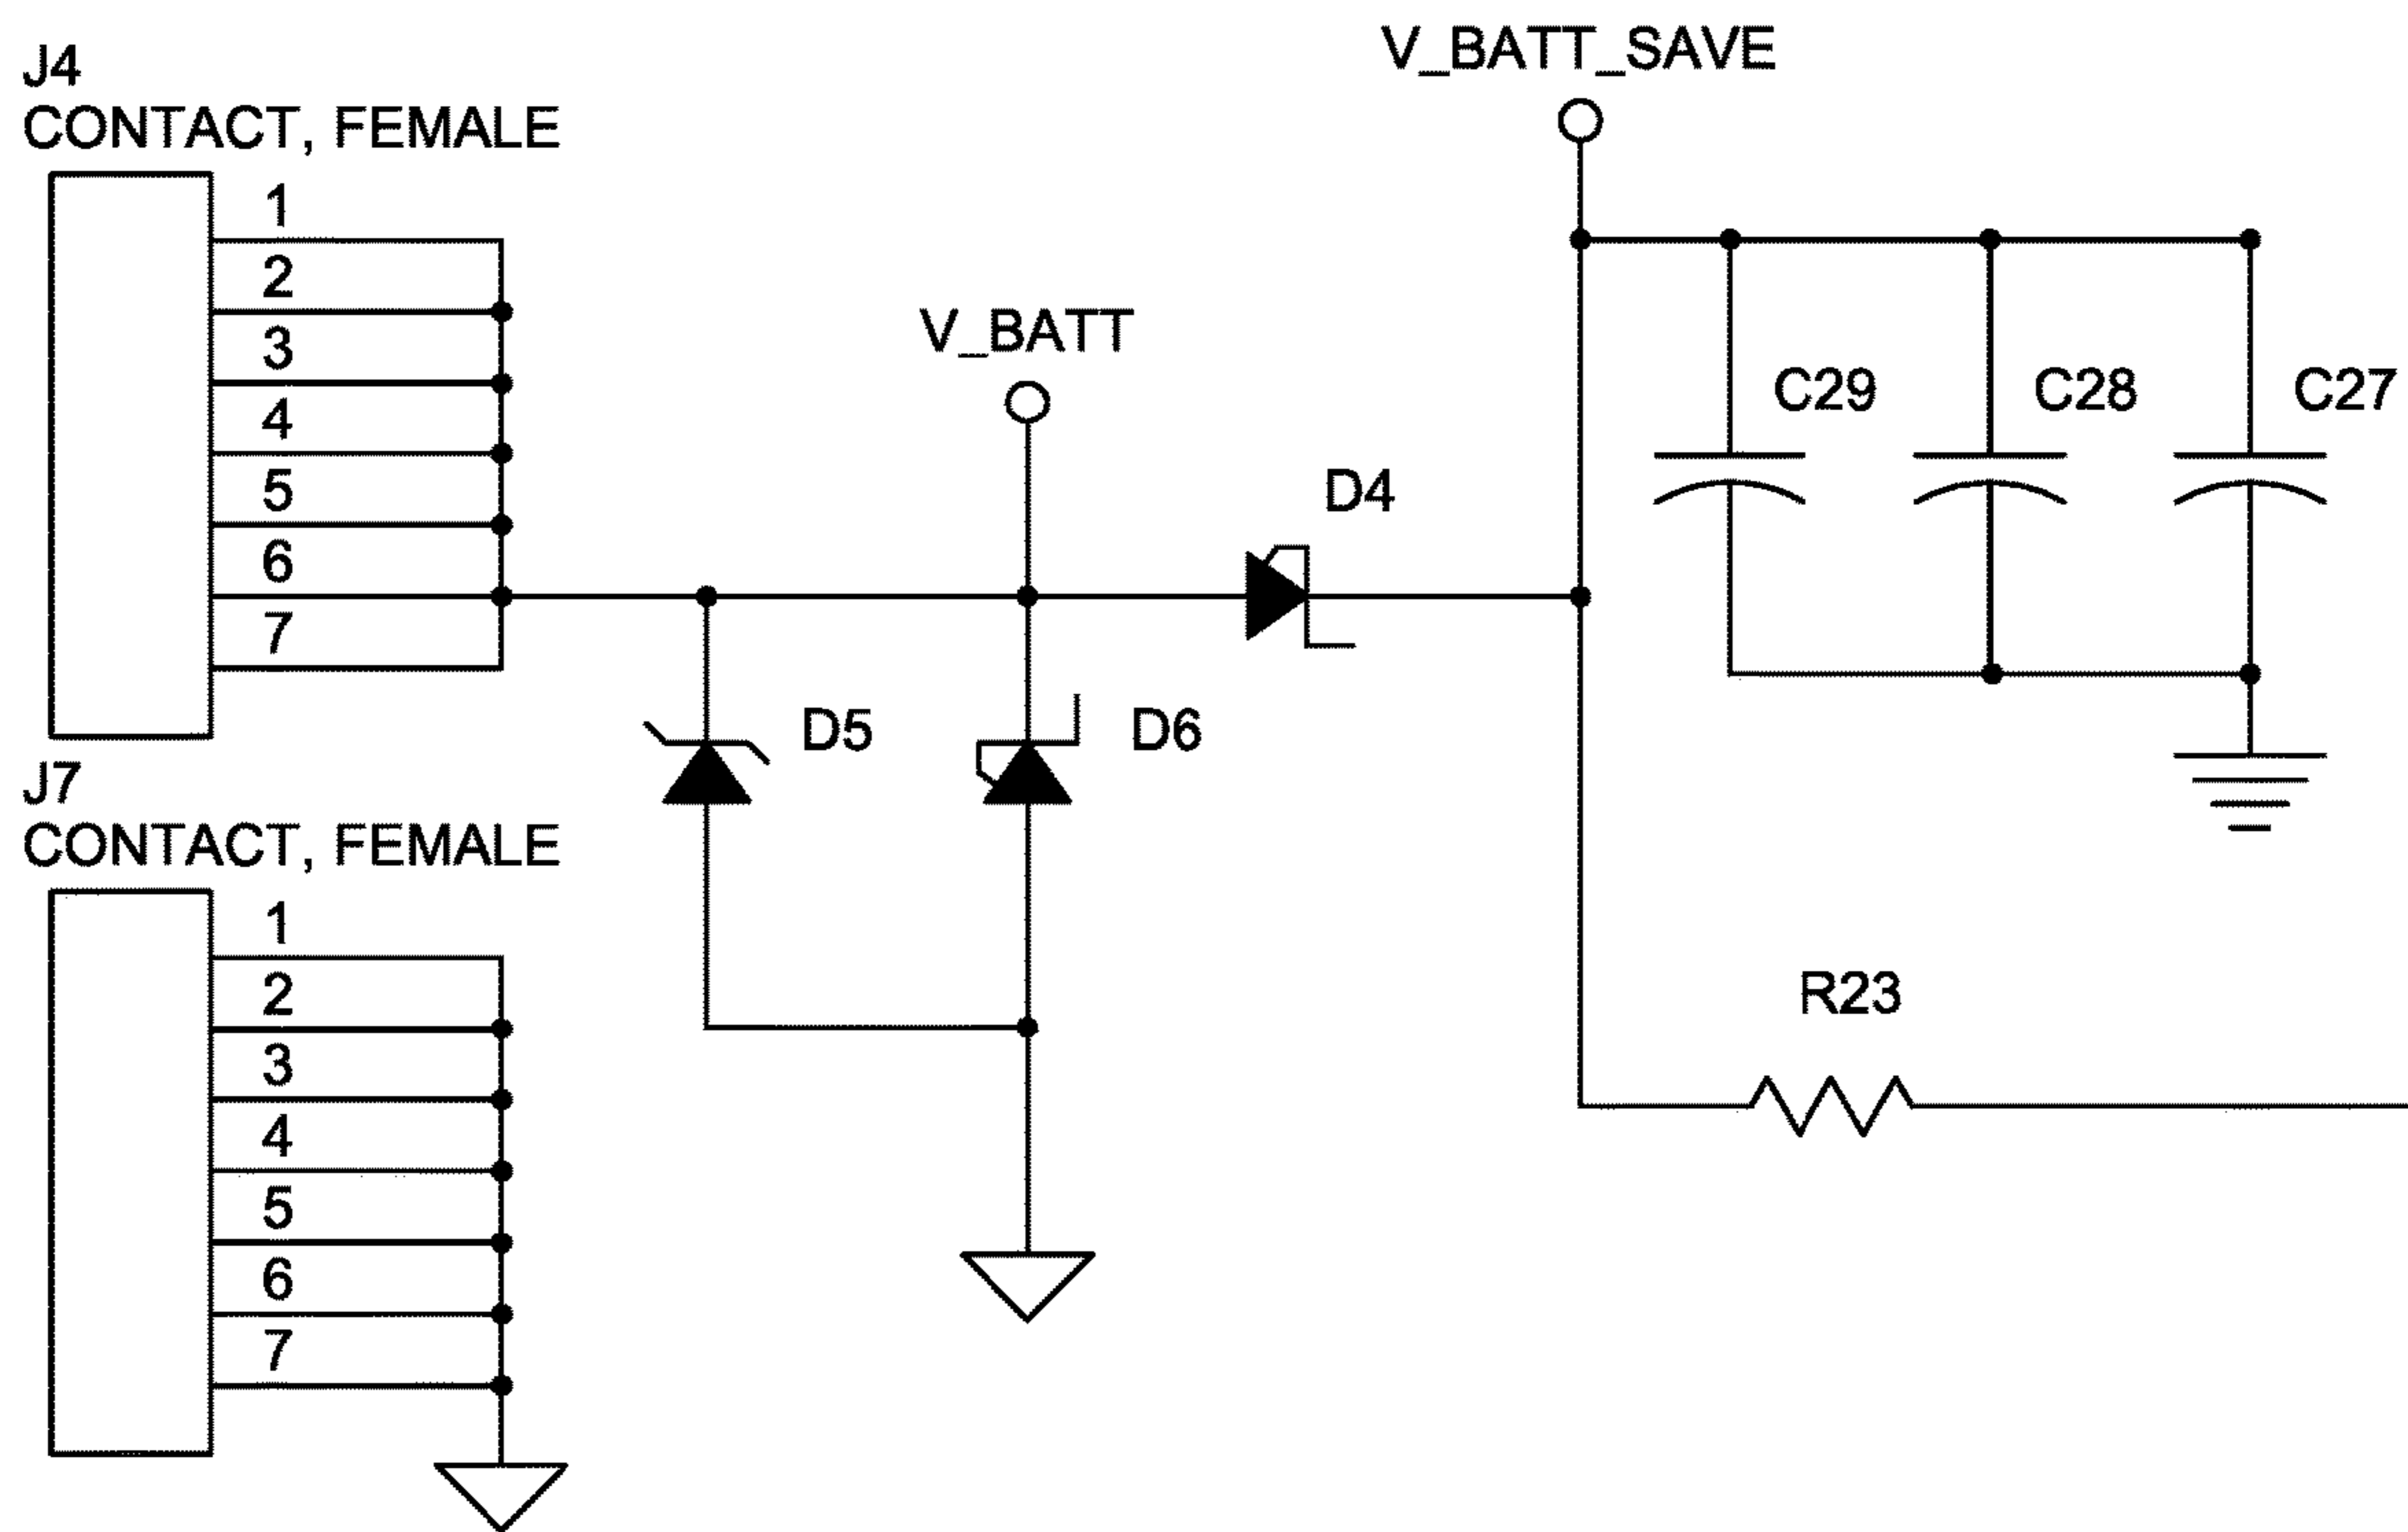 J4
CONTACT, FEMALE
1
2
3
4
5
6
7
J7
CONTACT, FEMALE
1
2
3
4
5
6
7
V_BATT
D5
D6
D4
V_BATT_SAVE
C29
C28
C27
R23